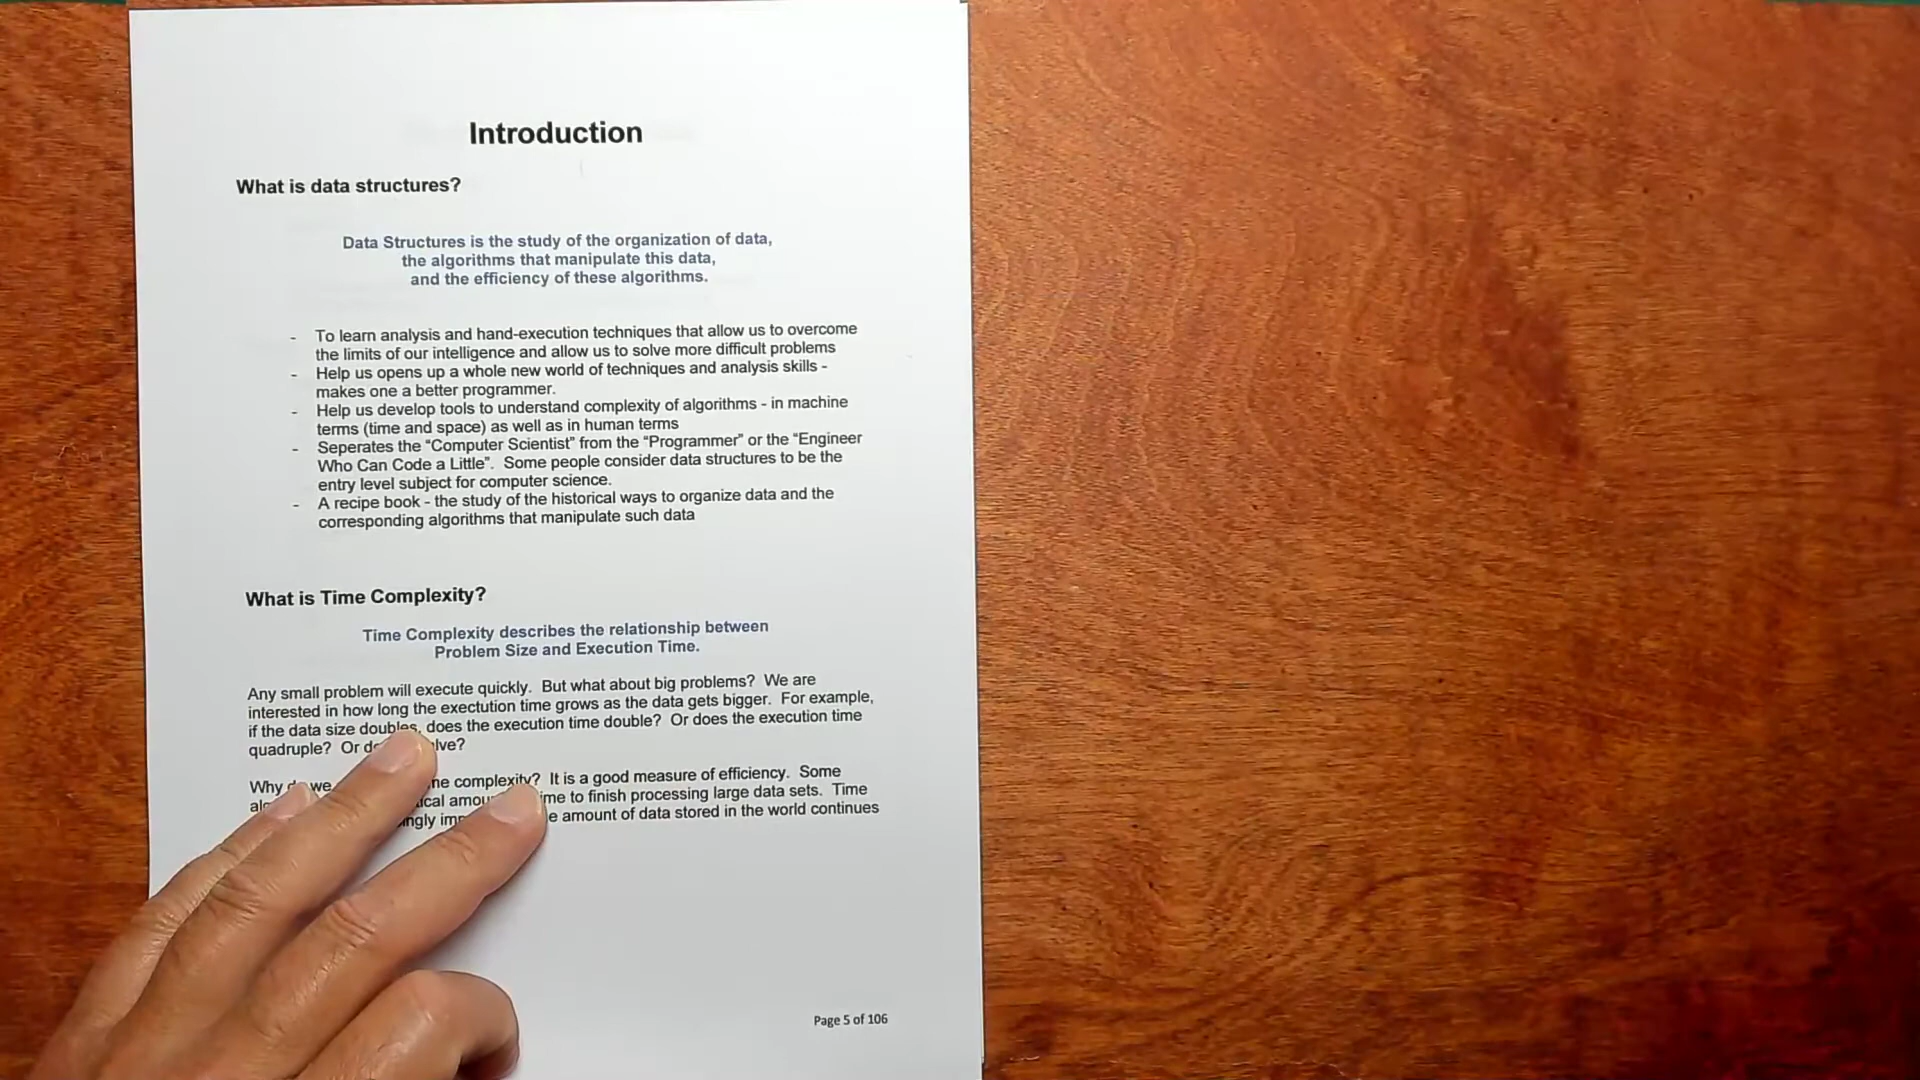 Introduction
What is data structures?
Data Structures is the study of the organization of data,
the algorithms that manipulate this data,
and the efficiency of these algorithms.
- To learn analysis and hand-execution techniques that allow us to overcome
the limits of our intelligence and allow us to solve more difficult problems
- Help us opens up a whole new world of techniques and analysis skills -
makes one a better programmer.
- Help us develop tools to understand complexity of algorithms - in machine
terms (time and space) as well as in human terms
- Seperates the “Computer Scientist” from the “Programmer” or the “Engineer
Who Can Code a Little”. Some people consider data structures to be the
entry level subject for computer science.
- A recipe book - the study of the historical ways to organize data and the
corresponding algorithms that manipulate such data
What is Time Complexity?
Time Complexity describes the relationship between
Problem Size and Execution Time.
Any small problem will execute quickly. But what about big problems? We are
interested in how long the exectution time grows as the data gets bigger. For example,
if the data size doubles, does the execution time double? Or does the execution time
quadruple? Or
Why we complexity? It is a good measure of efficiency. Some
to finish processing large data sets. Time
amount of data stored in the world continues
Page 5 of 106